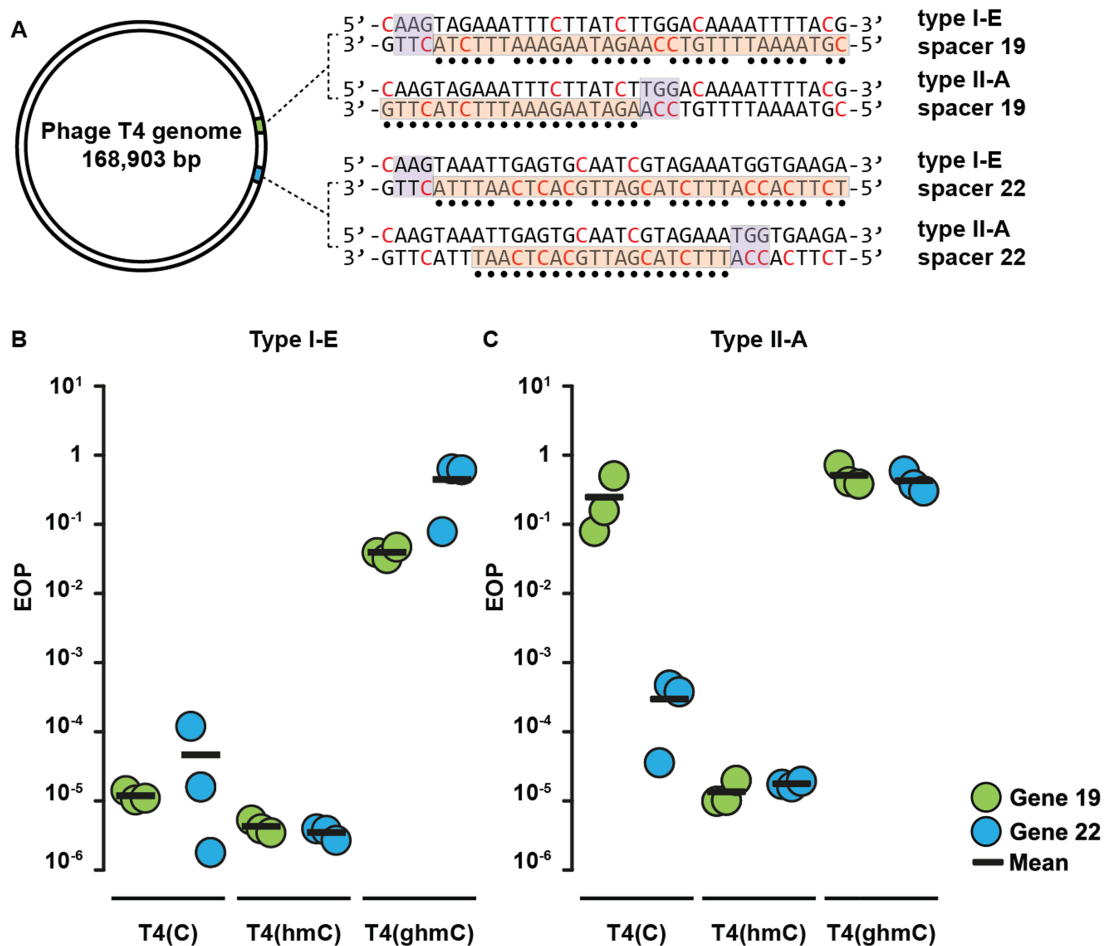 A
Phage T4 genome
168,903 bp
5’-CAAGTAGAAATTTCTTATCTTGGACAAAATTTTACG-3’ type I-E
3’-GTTCATCTTTAAAGAATAGAACCTGTTTTAAAATGC-5’ spacer 19
5’-CAAGTAGAAATTTCTTATCTTGGACAAAATTTTACG-3’ type II-A
3’-GTTCATCTTTAAAGAATAGAACCTGTTTTAAAATGC-5’ spacer 19
5’-CAAGTAAATTGAGTGCAATCGTAGAAATGGTGAAGA-3’ type I-E
3’-GTTCATTTAACTCACGTTAGCATCTTTACCACTTCT-5’ spacer 22
5’-CAAGTAAATTGAGTGCAATCGTAGAAATGGTGAAGA-3’ type II-A
3’-GTTCATTTAACTCACGTTAGCATCTTTACCACTTCT-5’ spacer 22
B Type I-E
EOP
10¹
1
10⁻¹
10⁻²
10⁻³
10⁻⁴
10⁻⁵
10⁻⁶
T4(C) T4(hmC) T4(ghmC)
C Type II-A
EOP
10¹
1
10⁻¹
10⁻²
10⁻³
10⁻⁴
10⁻⁵
10⁻⁶
T4(C) T4(hmC) T4(ghmC)
Gene 19
Gene 22
Mean